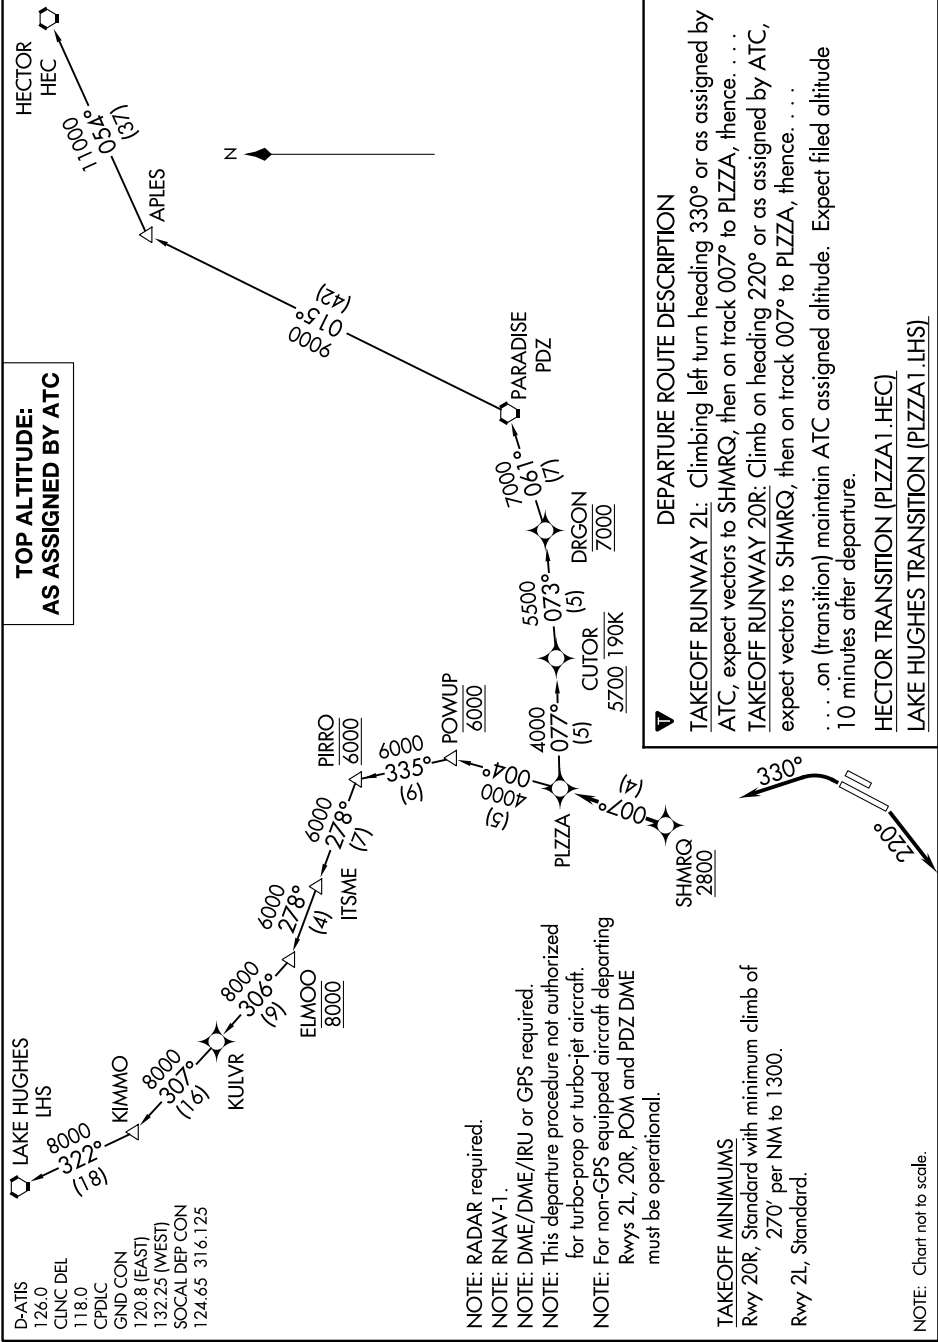 TOP ALTITUDE:
AS ASSIGNED BY ATC
D-ATIS
126.0
CLNC DEL
118.0
CPDLC
GND CON
120.8 (EAST)
132.25 (WEST)
SOCAL DEP CON
124.65 316.125
LAKE HUGHES
LHS
8000
322°
(18)
KIMMO
8000
307°
(16)
KULVR
8000
306°
(9)
ELMOO
8000
6000
278°
(4)
ITSME
6000
278°
(7)
PIRRO
6000
6000
335°
(6)
POWUP
6000
4000
004°
(5)
PLZZA
007°
(4)
SHMRQ
2800
4000
077°
(5)
CUTOR
5700 190K
5500
073°
(5)
DRGON
7000
7000
061°
(7)
PARADISE
PDZ
9000
015°
(42)
APLES
11000
054°
(37)
HECTOR
HEC
N
330°
220°
NOTE: RADAR required.
NOTE: RNAV-1.
NOTE: DME/DME/IRU or GPS required.
NOTE: This departure procedure not authorized
for turbo-prop or turbo-jet aircraft.
NOTE: For non-GPS equipped aircraft departing
Rwys 2L, 20R, POM and PDZ DME
must be operational.
TAKEOFF MINIMUMS
Rwy 20R, Standard with minimum climb of
270' per NM to 1300.
Rwy 2L, Standard.
NOTE: Chart not to scale.
T
DEPARTURE ROUTE DESCRIPTION
TAKEOFF RUNWAY 2L: Climbing left turn heading 330° or as assigned by
ATC, expect vectors to SHMRQ, then on track 007° to PLZZA, thence. . . .
TAKEOFF RUNWAY 20R: Climb on heading 220° or as assigned by ATC,
expect vectors to SHMRQ, then on track 007° to PLZZA, thence. . . .
. . . .on (transition) maintain ATC assigned altitude. Expect filed altitude
10 minutes after departure.
HECTOR TRANSITION (PLZZA1.HEC)
LAKE HUGHES TRANSITION (PLZZA1.LHS)